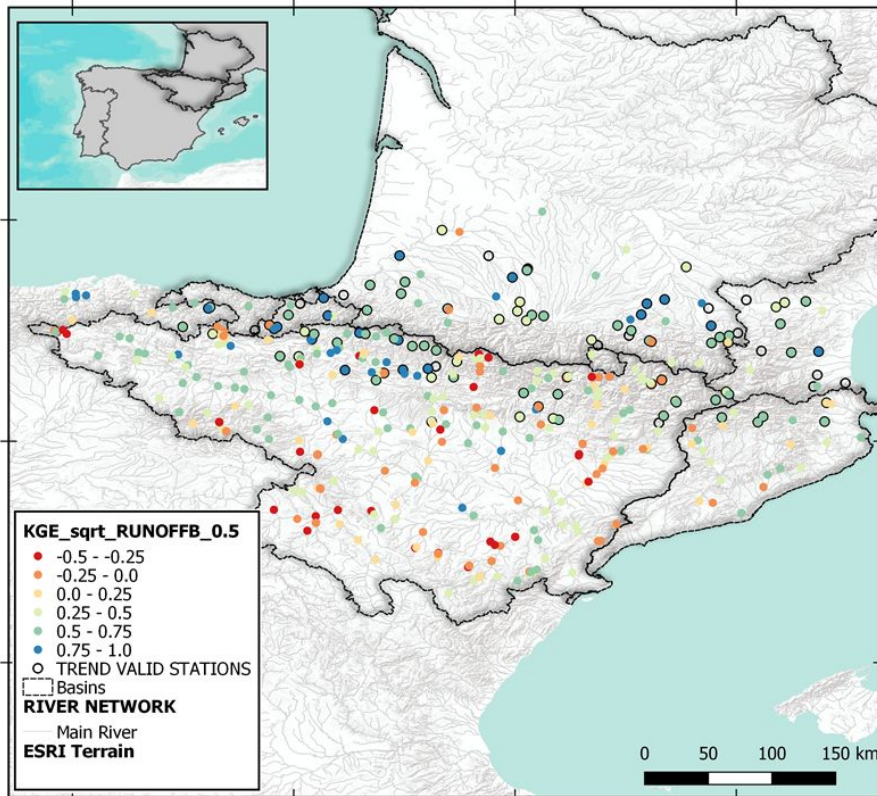 KGE_sqrt_RUNOFFB_0.5
-0.5 - -0.25
-0.25 - 0.0
0.0 - 0.25
0.25 - 0.5
0.5 - 0.75
0.75 - 1.0
TREND VALID STATIONS
Basins
RIVER NETWORK
Main River
ESRI Terrain
0 50 100 150 km